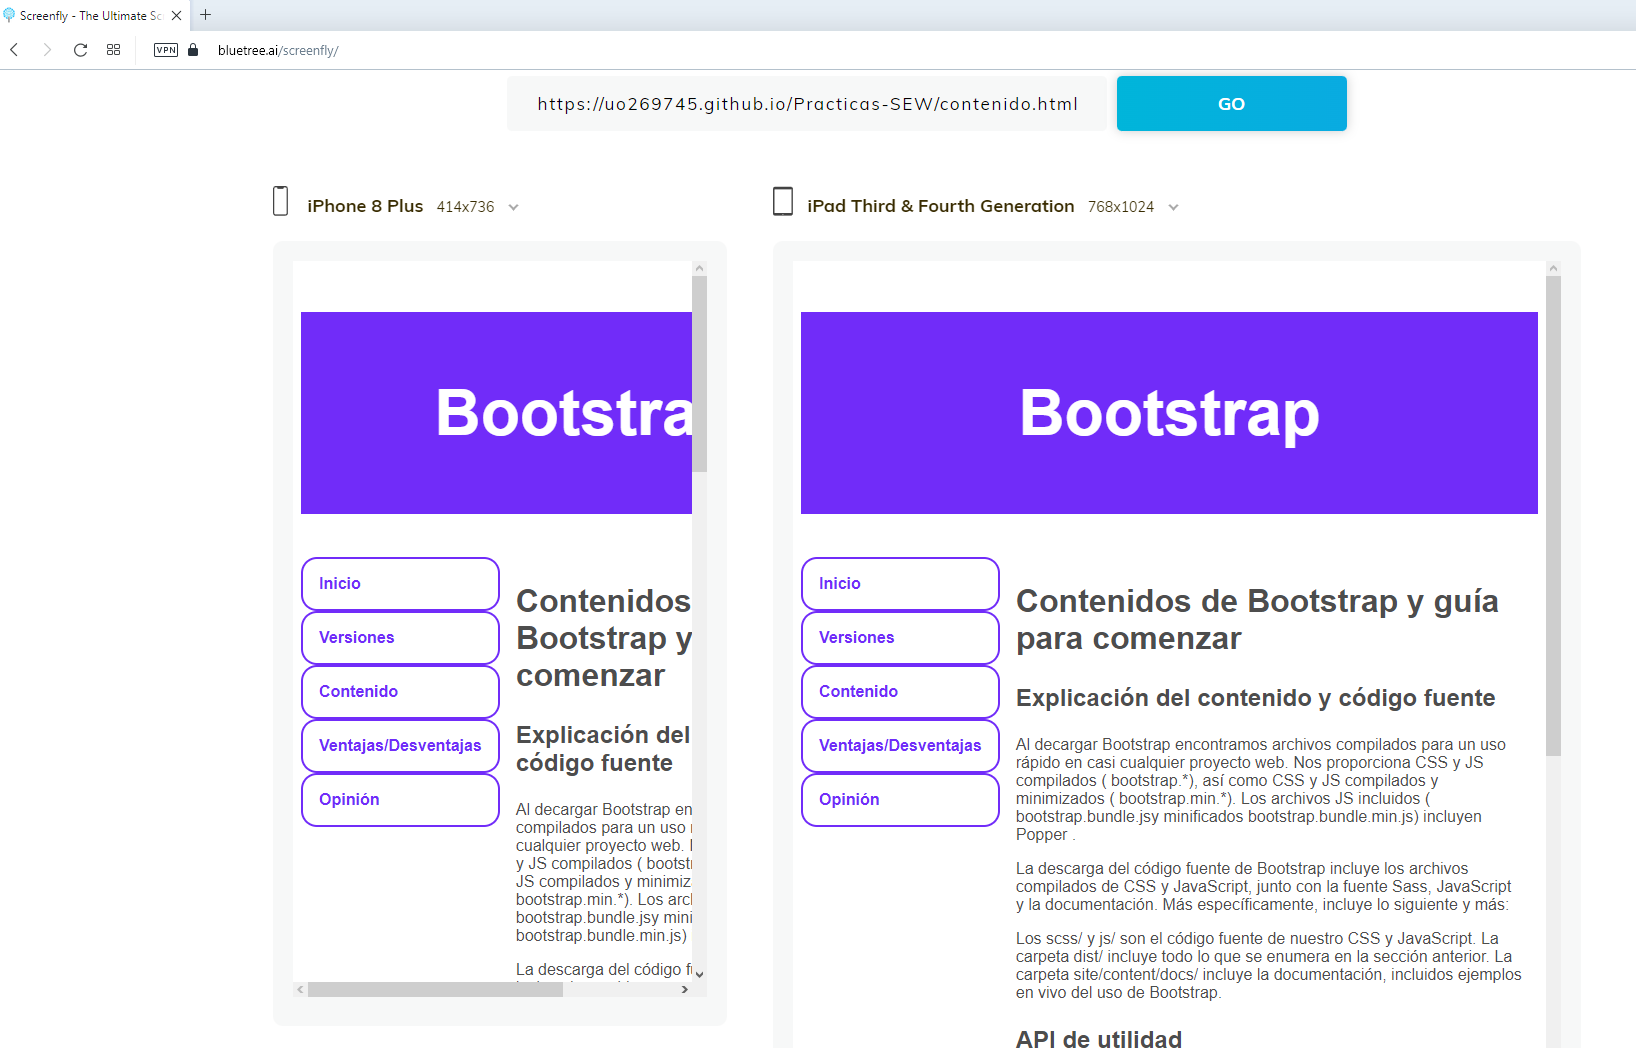 Screenfly - The Ultimate Sc
VPN
bluetree.ai/screenfly/
https://uo269745.github.io/Practicas-SEW/contenido.html
GO
iPhone 8 Plus 414x736
Bootstra
Inicio
Versiones
Contenido
Ventajas/Desventajas
Opinión
Contenidos
Bootstrap y
comenzar
Explicación del
código fuente
Al decargar Bootstrap en
compilados para un uso
cualquier proyecto web.
y JS compilados ( bootst
JS compilados y minimiz
bootstrap.min.*). Los arc
bootstrap.bundle.jsy mini
bootstrap.bundle.min.js)
La descarga del código f
iPad Third & Fourth Generation 768x1024
Bootstrap
Inicio
Versiones
Contenido
Ventajas/Desventajas
Opinión
Contenidos de Bootstrap y guía
para comenzar
Explicación del contenido y código fuente
Al decargar Bootstrap encontramos archivos compilados para un uso
rápido en casi cualquier proyecto web. Nos proporciona CSS y JS
compilados ( bootstrap.*), así como CSS y JS compilados y
minimizados ( bootstrap.min.*). Los archivos JS incluidos (
bootstrap.bundle.jsy minificados bootstrap.bundle.min.js) incluyen
Popper .
La descarga del código fuente de Bootstrap incluye los archivos
compilados de CSS y JavaScript, junto con la fuente Sass, JavaScript
y la documentación. Más específicamente, incluye lo siguiente y más:
Los scss/ y js/ son el código fuente de nuestro CSS y JavaScript. La
carpeta dist/ incluye todo lo que se enumera en la sección anterior. La
carpeta site/content/docs/ incluye la documentación, incluidos ejemplos
en vivo del uso de Bootstrap.
API de utilidad